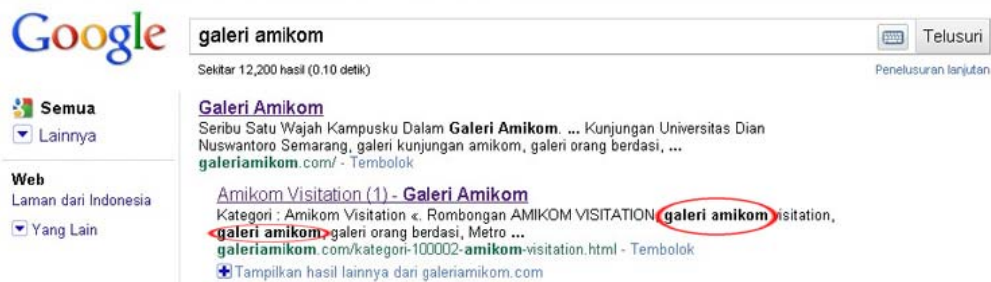 Google
galeri amikom
Telusuri
Sekitar 12,200 hasil (0.10 detik)
Penelusuran lanjutan
Semua
Lainnya
Web
Laman dari Indonesia
Yang Lain
Galeri Amikom
Seribu Satu Wajah Kampusku Dalam Galeri Amikom. ... Kunjungan Universitas Dian
Nuswantoro Semarang, galeri kunjungan amikom, galeri orang berdasi, ...
galeriamikom.com/ - Tembolok
Amikom Visitation (1) - Galeri Amikom
Kategori : Amikom Visitation «. Rombongan AMIKOM VISITATION galeri amikom visitation,
galeri amikom, galeri orang berdasi, Metro ...
galeriamikom.com/kategori-100002-amikom-visitation.html - Tembolok
Tampilkan hasil lainnya dari galeriamikom.com